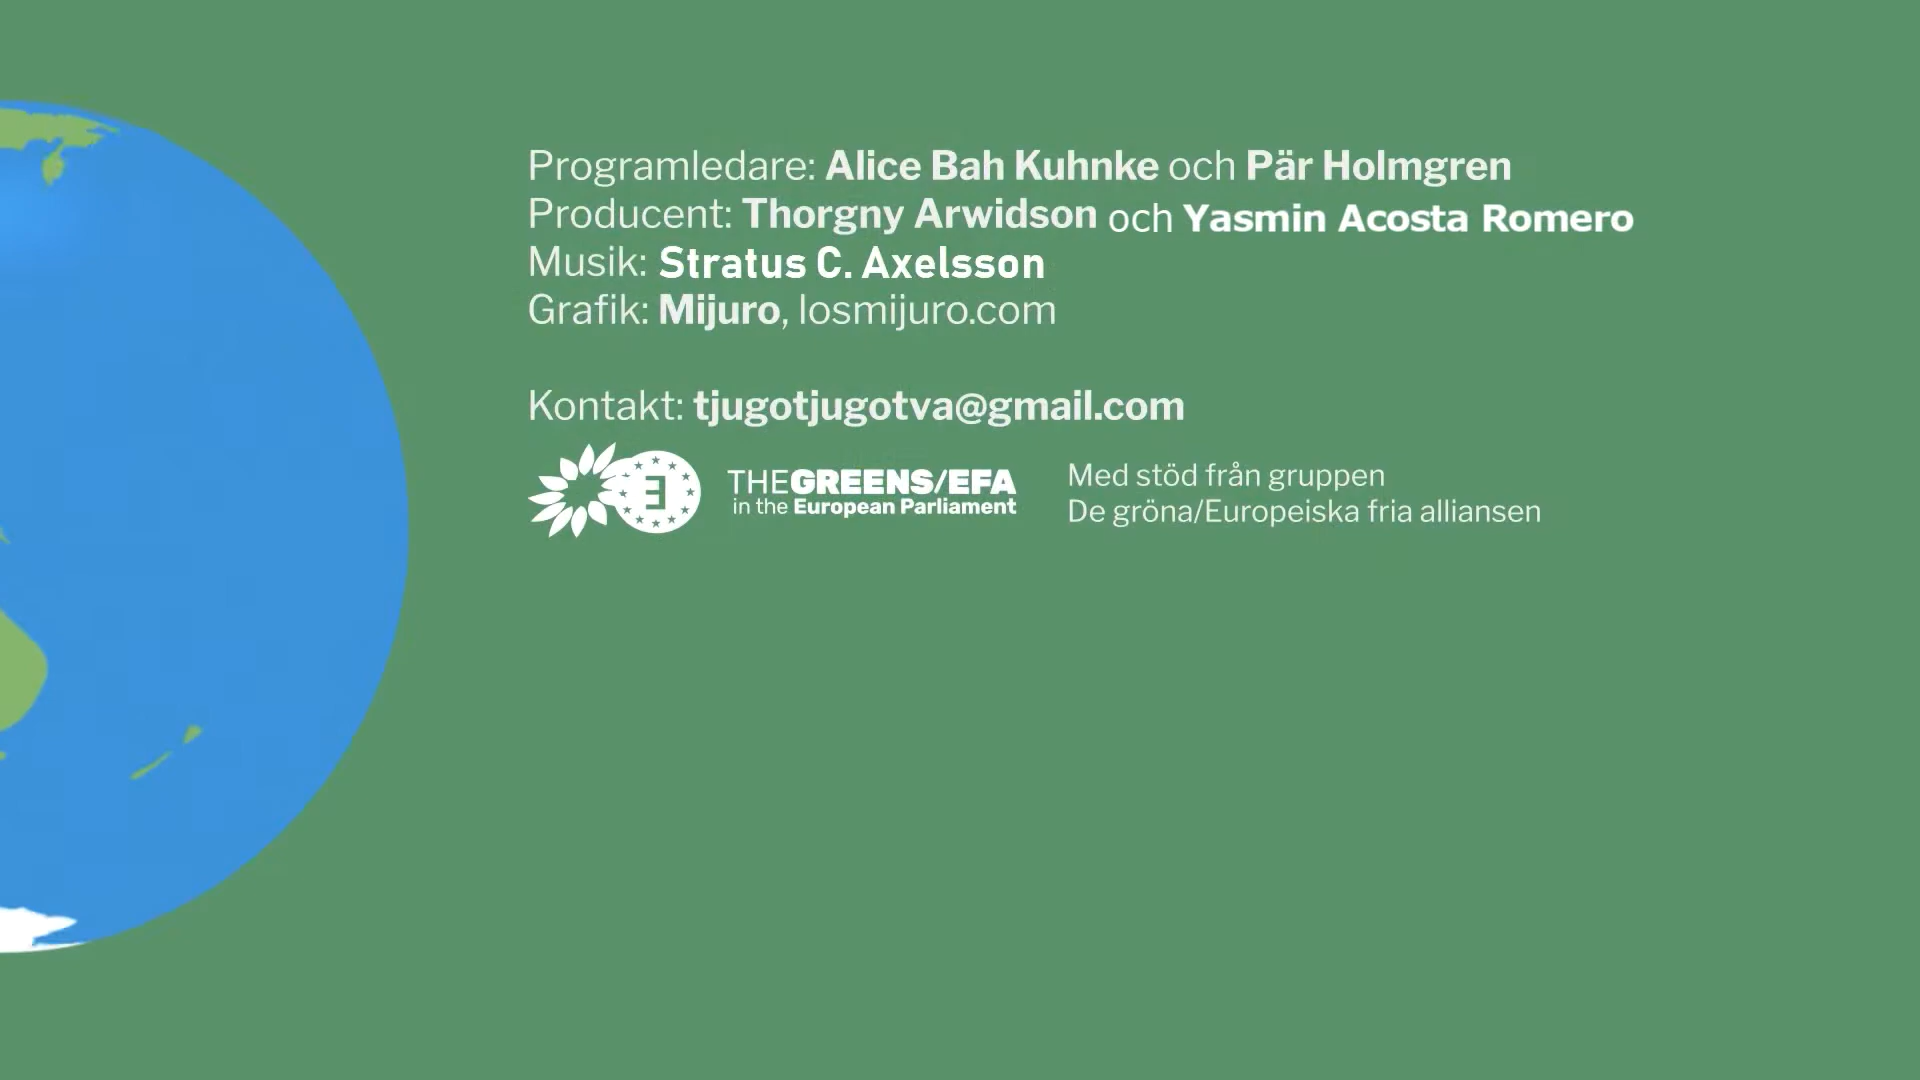 Programledare: Alice Bah Kuhnke och Pär Holmgren
Producent: Thorgny Arwidson och Yasmin Acosta Romero
Musik: Stratus C. Axelsson
Grafik: Mijuro, losmijuro.com
Kontakt: tjugotjugotva@gmail.com
THE GREENS/EFA
in the European Parliament
Med stöd från gruppen
De gröna/Europeiska fria alliansen